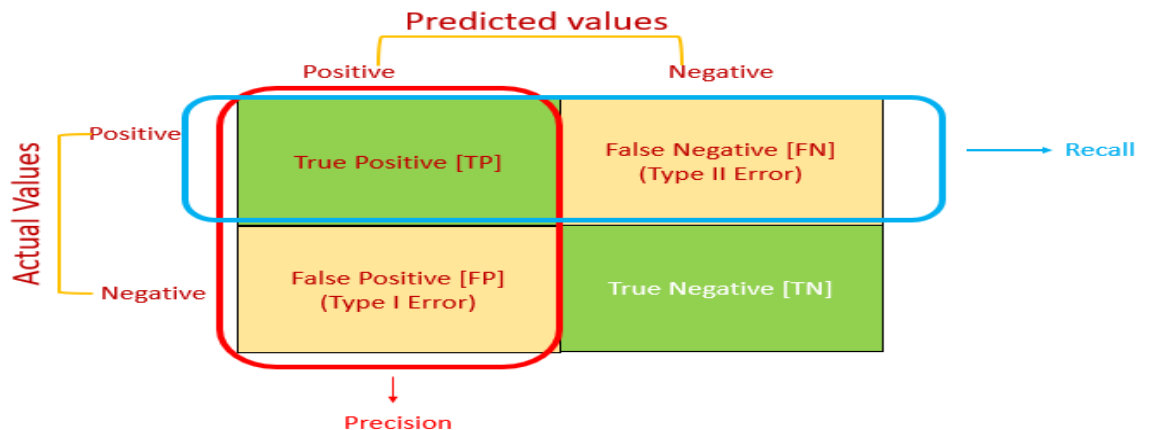 Predicted values
Positive
Negative
Actual Values
Positive
True Positive [TP]
False Negative [FN]
(Type II Error)
Recall
Negative
False Positive [FP]
(Type I Error)
True Negative [TN]
Precision